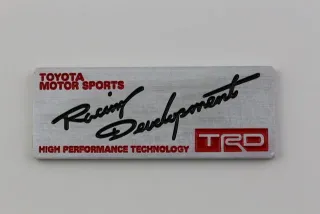 TOYOTA
MOTOR SPORTS
Racing Development
HIGH PERFORMANCE TECHNOLOGY TRD